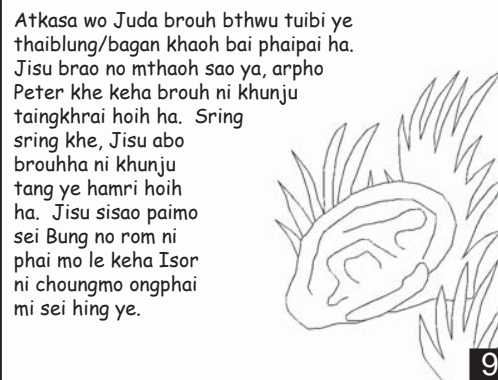 Atkasa wo Juda brouh bthwu tuibi ye
thaiblung/bagan khaoh bai phaipai ha.
Jisu brao no mthaoh sao ya, arpho
Peter khe keha brouh ni khunju
taingkhrai hoih ha. Sring
sring khe, Jisu abo
brouhha ni khunju
tang ye hamri hoih
ha. Jisu sisao paimo
sei Bung no rom ni
phai mo le keha Isor
ni choungmo ongphai
mi sei hing ye.
9